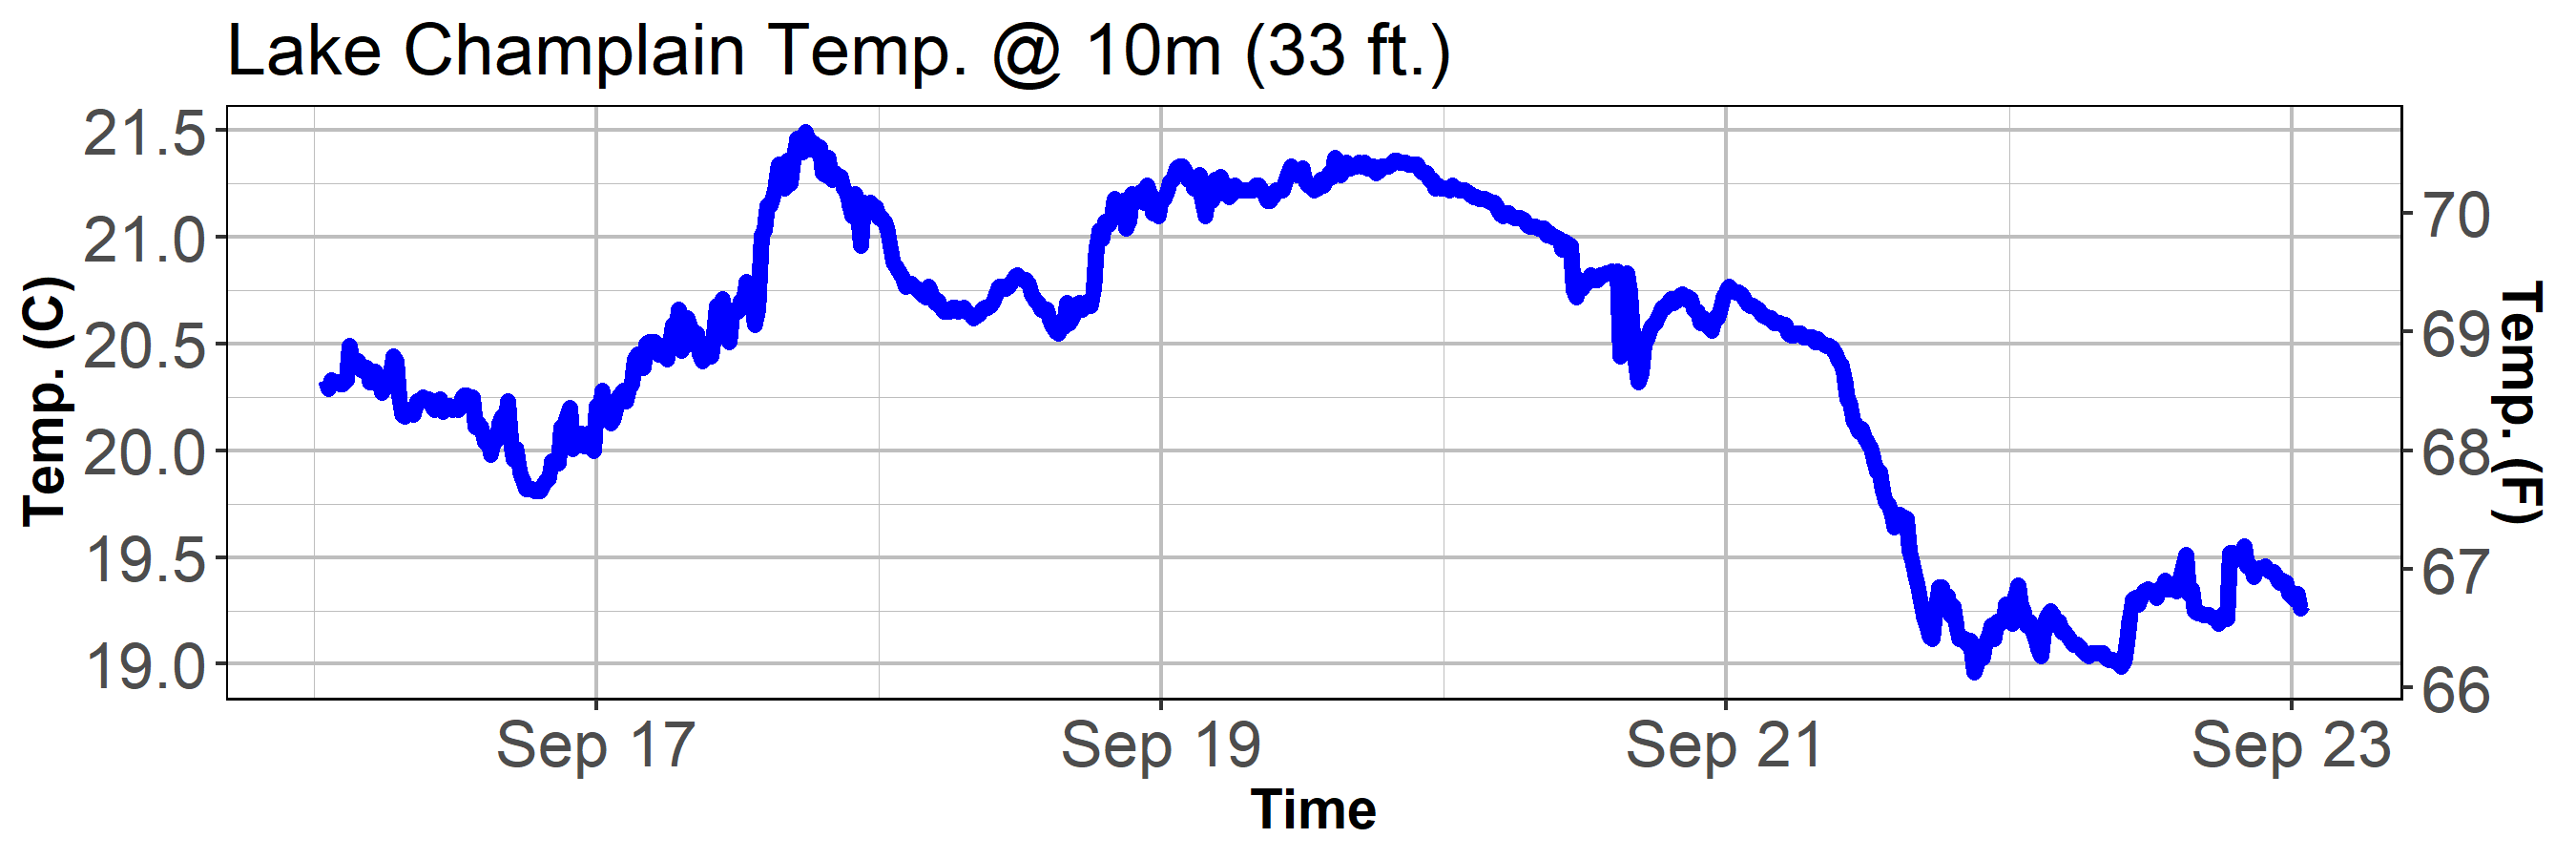 Lake Champlain Temp. @ 10m (33 ft.)
Temp. (C)
21.5
21.0
20.5
20.0
19.5
19.0
70
69
68
67
66
Temp. (F)
Sep 17 Sep 19 Sep 21 Sep 23
Time